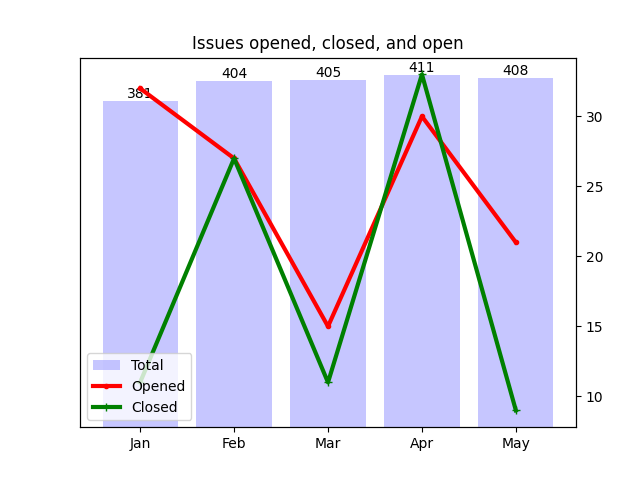 Issues opened, closed, and open
381
404
405
411
408
30
25
20
15
10
Total
Opened
Closed
Jan
Feb
Mar
Apr
May